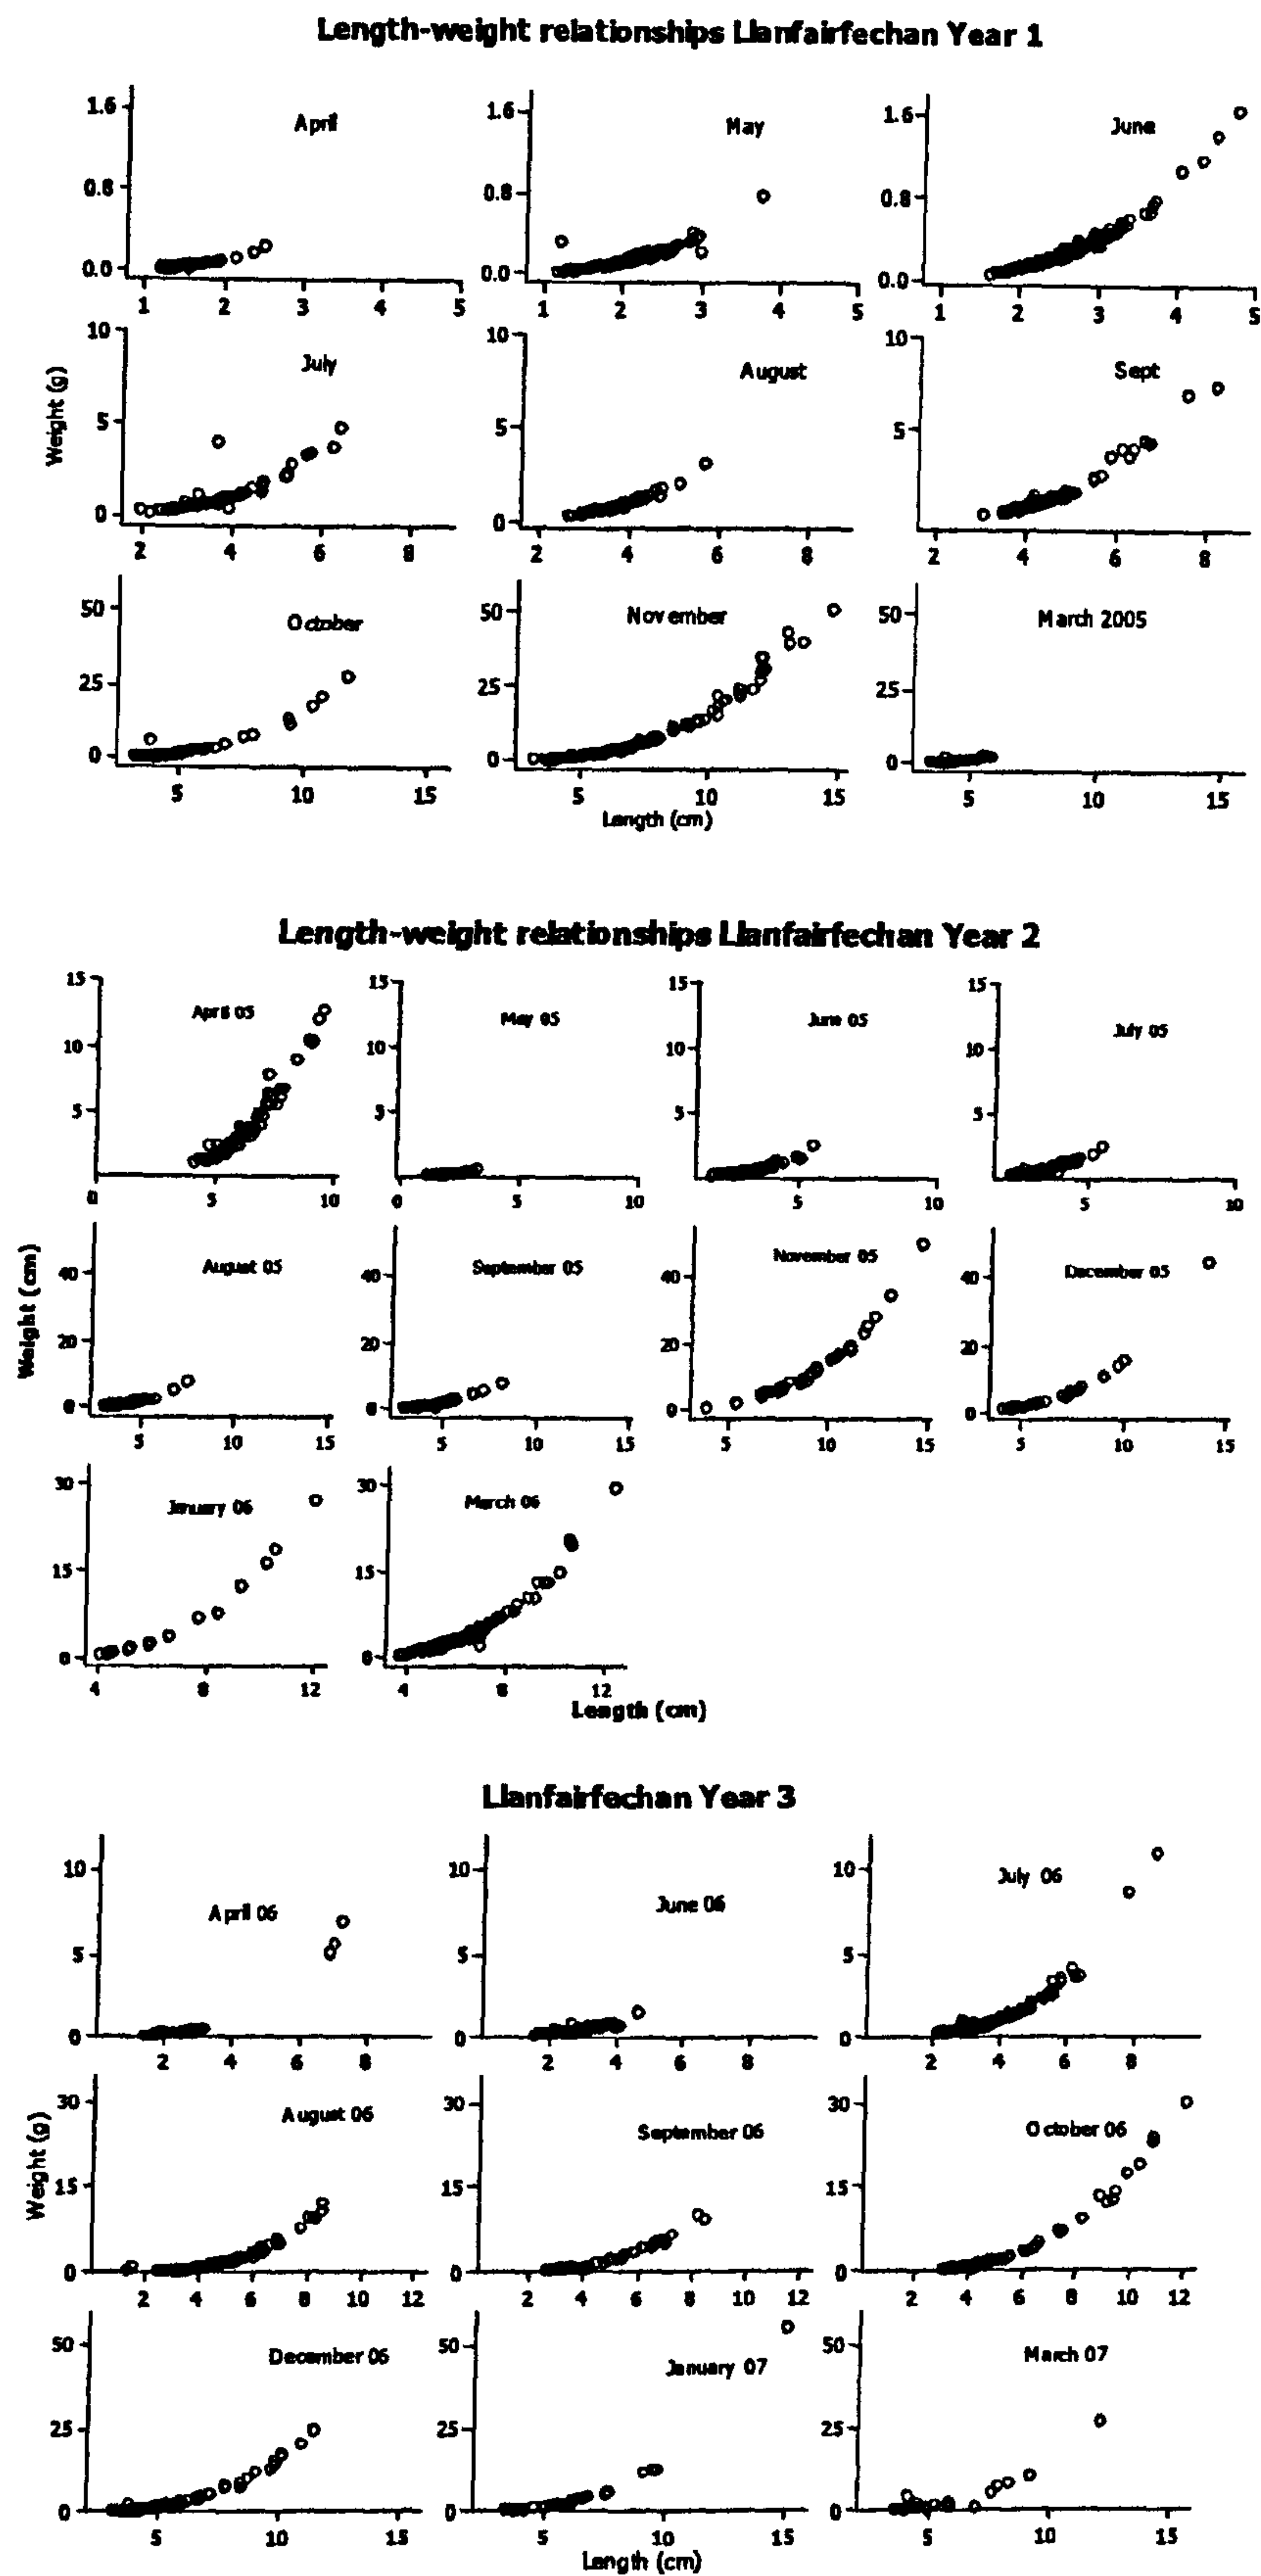 Length-weight relationships Llanfairfechan Year 1
April
May
June
1.6
0.8
0.0
1 2 3 4 5
1.6
0.8
0.0
1 2 3 4 5
1.6
0.8
0.0
1 2 3 4 5
Weight (g)
July
August
Sept
10
5
0
2 4 6 8
10
5
0
2 4 6 8
10
5
2 4 6 8
October
November
March 2005
50
25
0
5 10 15
50
25
0
5 10 15
50
25
0
5 10 15
Length (cm)
Length-weight relationships Llanfairfechan Year 2
April 05
May 05
June 05
July 05
15
10
5
0 5 10
15
10
5
0 5 10
15
10
5
5 10
15
10
5
5 10
Weight (cm)
August 05
September 05
November 05
December 05
40
20
0
5 10 15
40
20
0
5 10 15
40
20
0
5 10 15
40
20
0
5 10 15
January 06
March 06
30
15
0
4 8 12
30
15
0
4 8 12
Length (cm)
Llanfairfechan Year 3
April 06
June 06
July 06
10
5
0
2 4 6 8
10
5
0
2 4 6 8
10
5
0
2 4 6 8
Weight (g)
August 06
September 06
October 06
30
15
0
2 4 6 8 10 12
30
15
0
2 4 6 8 10 12
30
15
0
2 4 6 8 10 12
December 06
January 07
March 07
50
25
0
5 10 15
50
25
0
5 10 15
50
25
0
5 10 15
Length (cm)